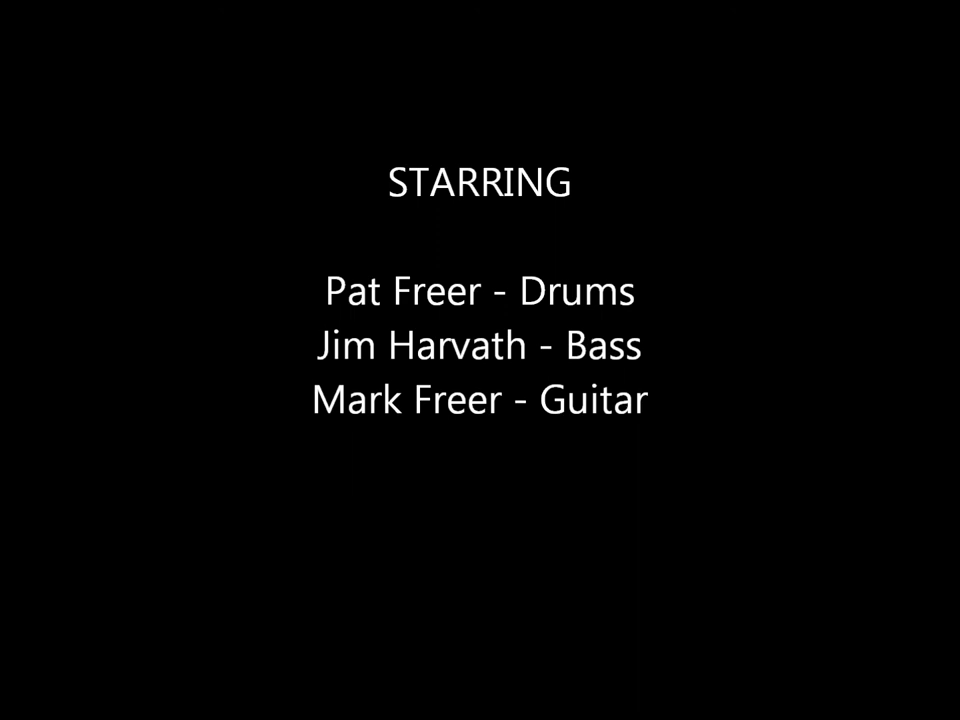 STARRING
Pat Freer - Drums
Jim Harvath - Bass
Mark Freer - Guitar